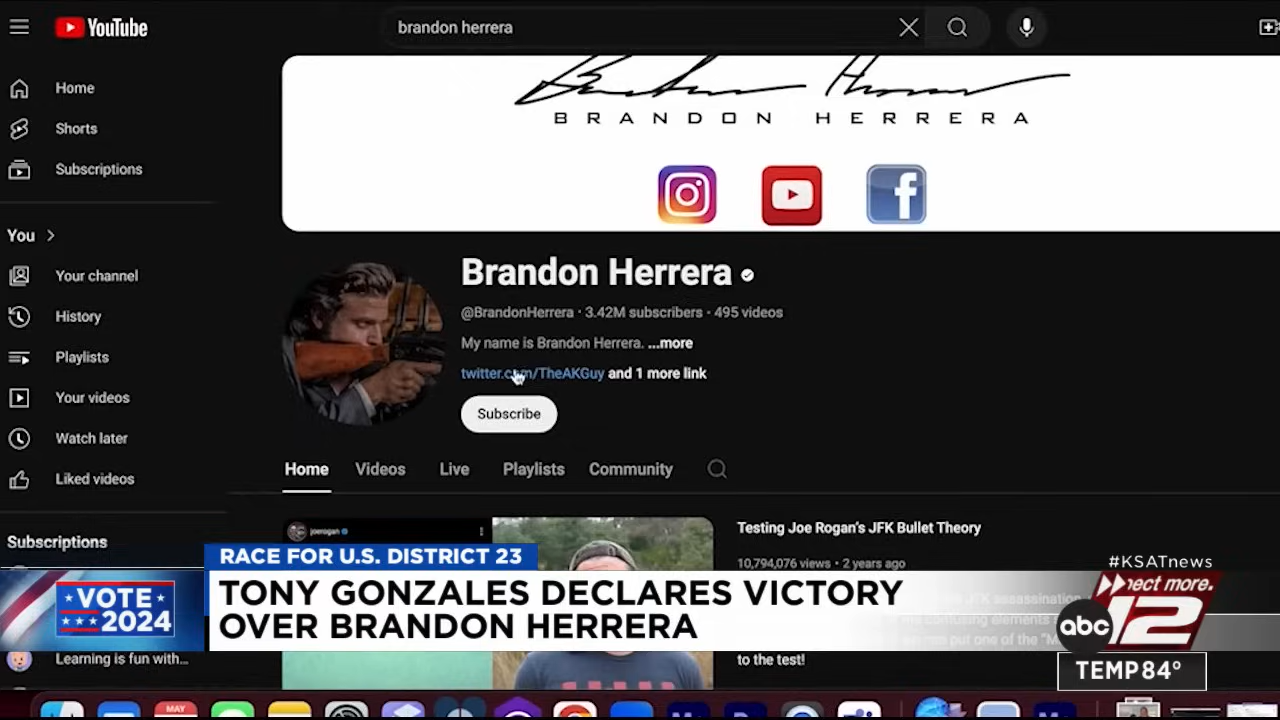 YouTube
brandon herrera
Home
Shorts
Subscriptions
You
Your channel
History
Playlists
Your videos
Watch later
Liked videos
Subscriptions
Learning is fun with...
BRANDON HERRERA
Brandon Herrera
@BrandonHerrera · 3.42M subscribers · 495 videos
My name is Brandon Herrera. ...more
twitter.com/TheAKGuy and 1 more link
Subscribe
Home Videos Live Playlists Community
joerogan
Testing Joe Rogan's JFK Bullet Theory
10,794,076 views · 2 years ago
to the test!
RACE FOR U.S. DISTRICT 23
VOTE
2024
TONY GONZALES DECLARES VICTORY
OVER BRANDON HERRERA
#KSATnews
ect more.
abc 12
TEMP 84°
MAY